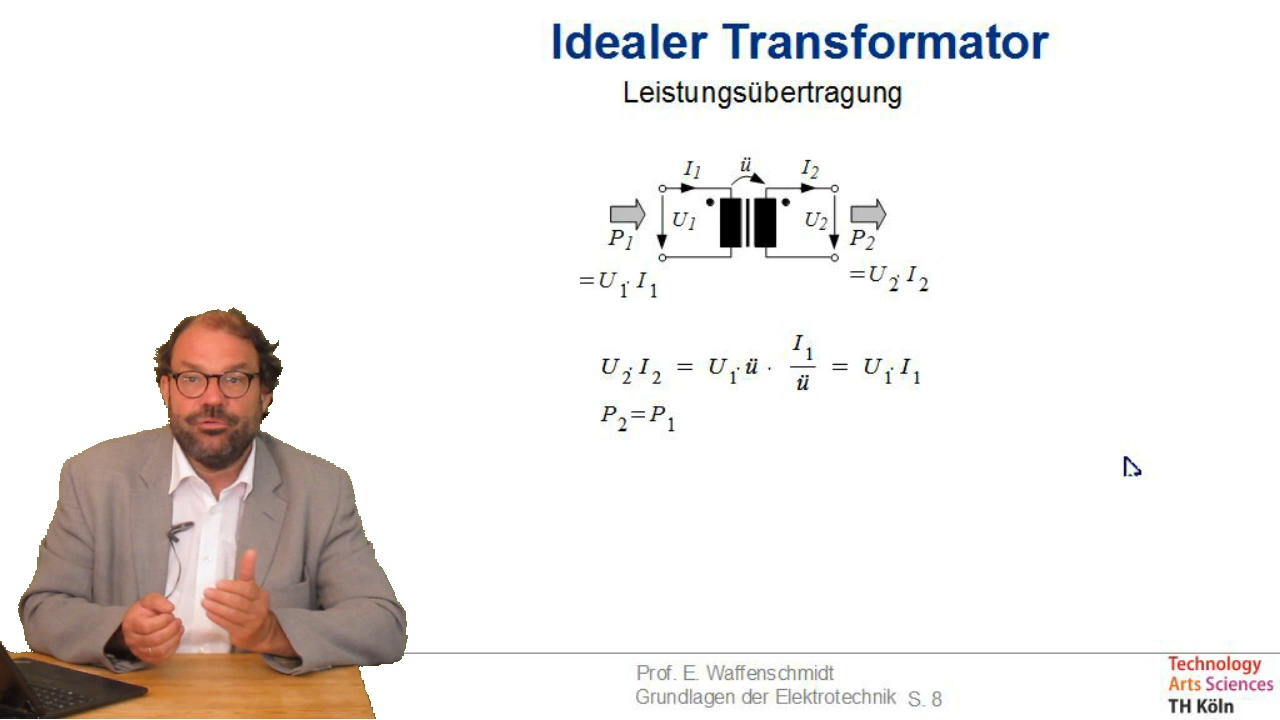 Idealer Transformator
Leistungsübertragung
I1 ü I2
U1 U2
P1 P2
=U1·I1 =U2·I2
U2·I2 = U1·ü · I1/ü = U1·I1
P2=P1
Prof. E. Waffenschmidt
Grundlagen der Elektrotechnik S. 8
Technology
Arts Sciences
TH Köln